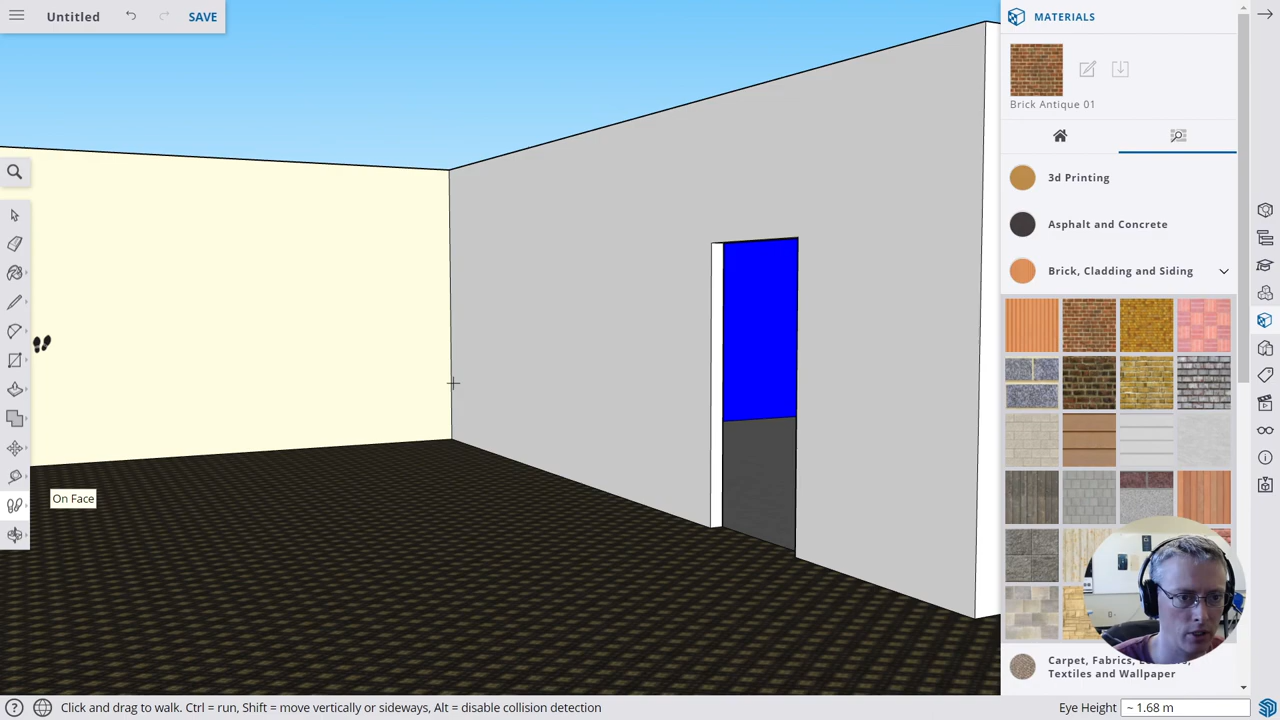 Untitled
SAVE
MATERIALS
Brick Antique 01
3d Printing
Asphalt and Concrete
Brick, Cladding and Siding
On Face
Carpet, Fabrics,
Textiles and Wallpaper
Click and drag to walk. Ctrl = run, Shift = move vertically or sideways, Alt = disable collision detection
Eye Height
~ 1.68 m